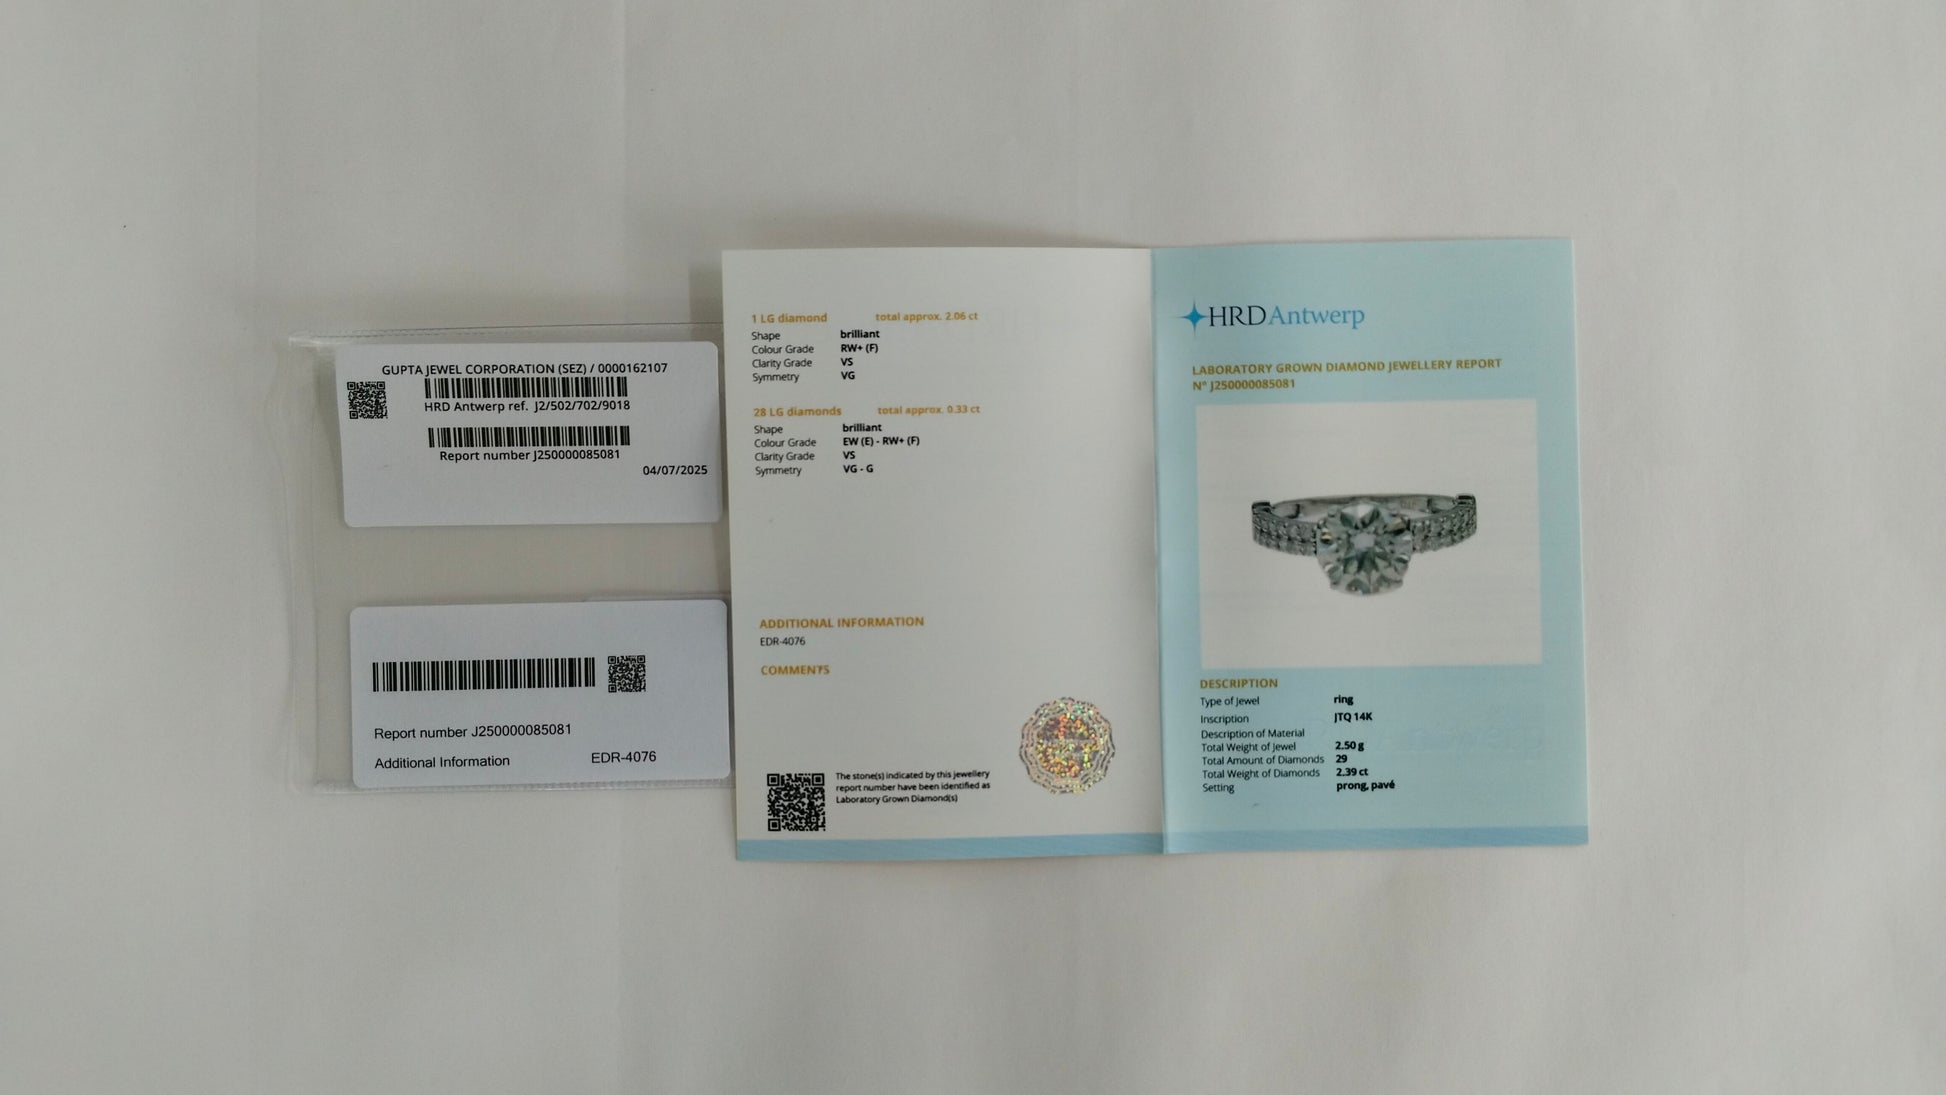 GUPTA JEWEL CORPORATION (SEZ) / 0000162107
HRD Antwerp ref. J2/502/702/9018
Report number J250000085081
04/07/2025
Report number J250000085081
Additional Information EDR-4076
1 LG diamond total approx. 2.06 ct
Shape brilliant
Colour Grade RW+ (F)
Clarity Grade VS
Symmetry VG
28 LG diamonds total approx. 0.33 ct
Shape brilliant
Colour Grade EW (E) - RW+ (F)
Clarity Grade VS
Symmetry VG - G
ADDITIONAL INFORMATION
EDR-4076
COMMENTS
The stone(s) indicated by this jewellery
report number have been identified as
Laboratory Grown Diamond(s)
HRD Antwerp
LABORATORY GROWN DIAMOND JEWELLERY REPORT
N° J250000085081
DESCRIPTION
Type of Jewel ring
Inscription JTQ 14K
Description of Material
Total Weight of Jewel 2.50 g
Total Amount of Diamonds 29
Total Weight of Diamonds 2.39 ct
Setting prong, pavé